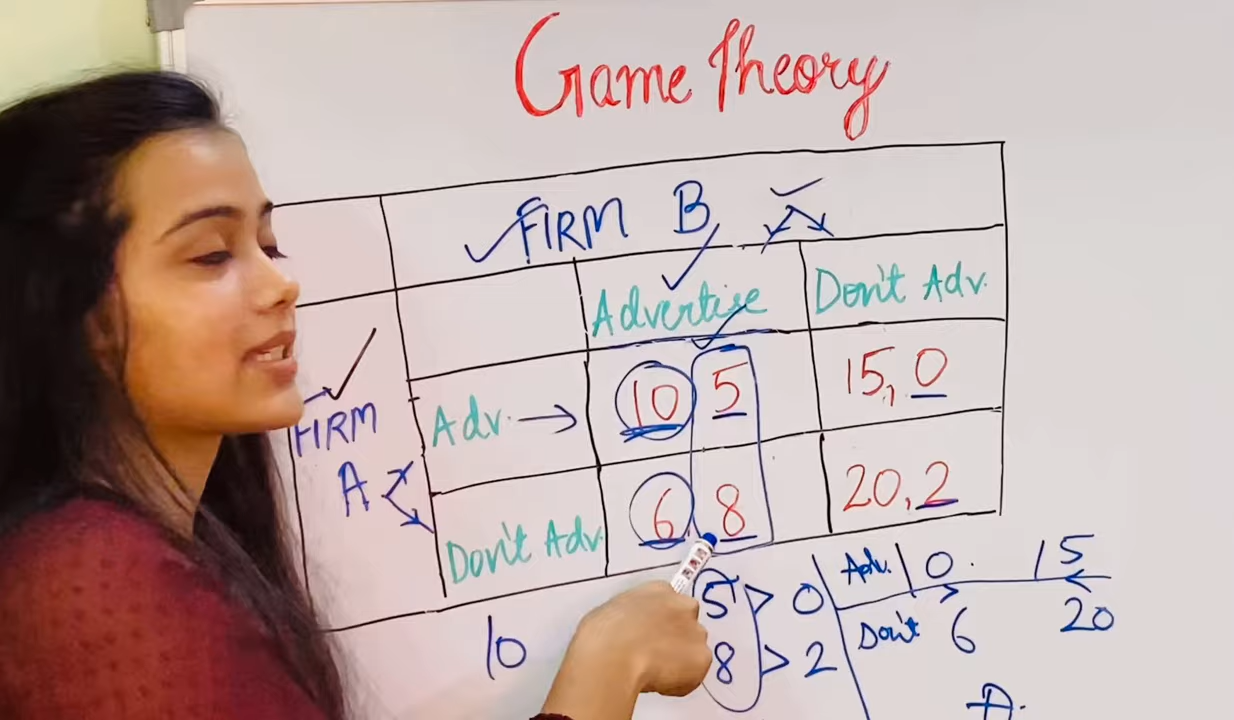 Game Theory
FIRM B
Advertise Don't Adv.
FIRM
A
Adv. 10 5 15, 0
Don't Adv. 6, 8 20, 2
10
5 > 0
8 > 2
Adv. 0. 15
Don't 6 20
A.